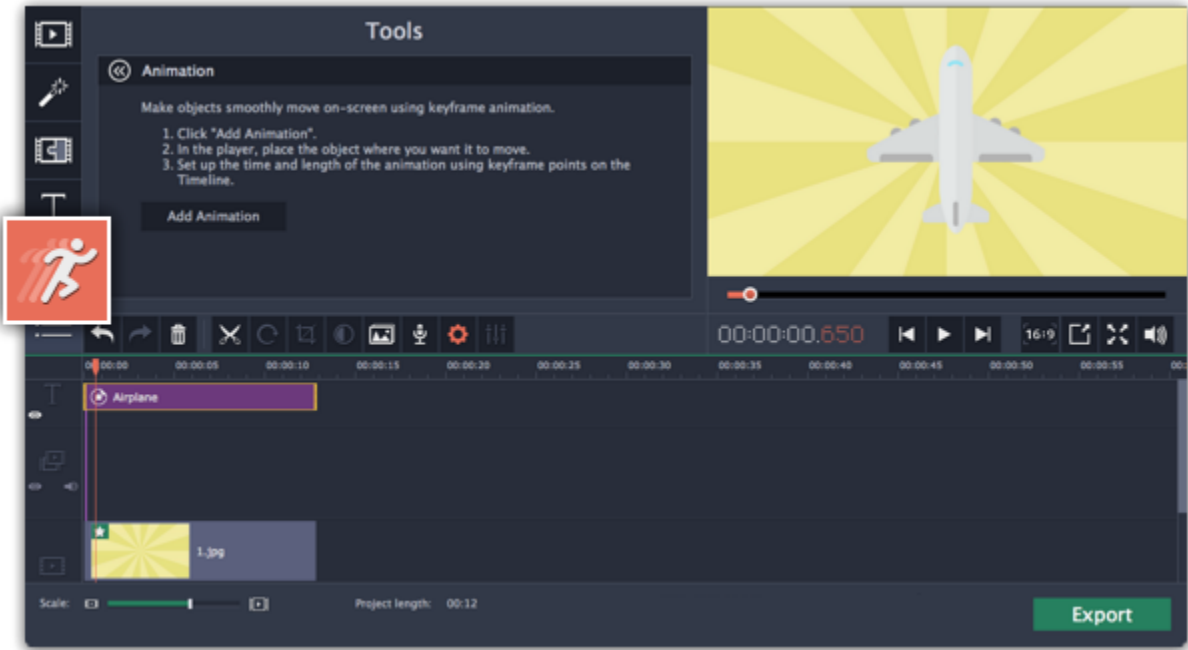 Tools
Animation
Make objects smoothly move on-screen using keyframe animation.
1. Click "Add Animation".
2. In the player, place the object where you want it to move.
3. Set up the time and length of the animation using keyframe points on the
Timeline.
Add Animation
00:00:00.650
16:9
00:00:05 00:00:10 00:00:15 00:00:20 00:00:25 00:00:30 00:00:35 00:00:40 00:00:45 00:00:50 00:00:55
Airplane
1.jpg
Scale:
Project length: 00:12
Export